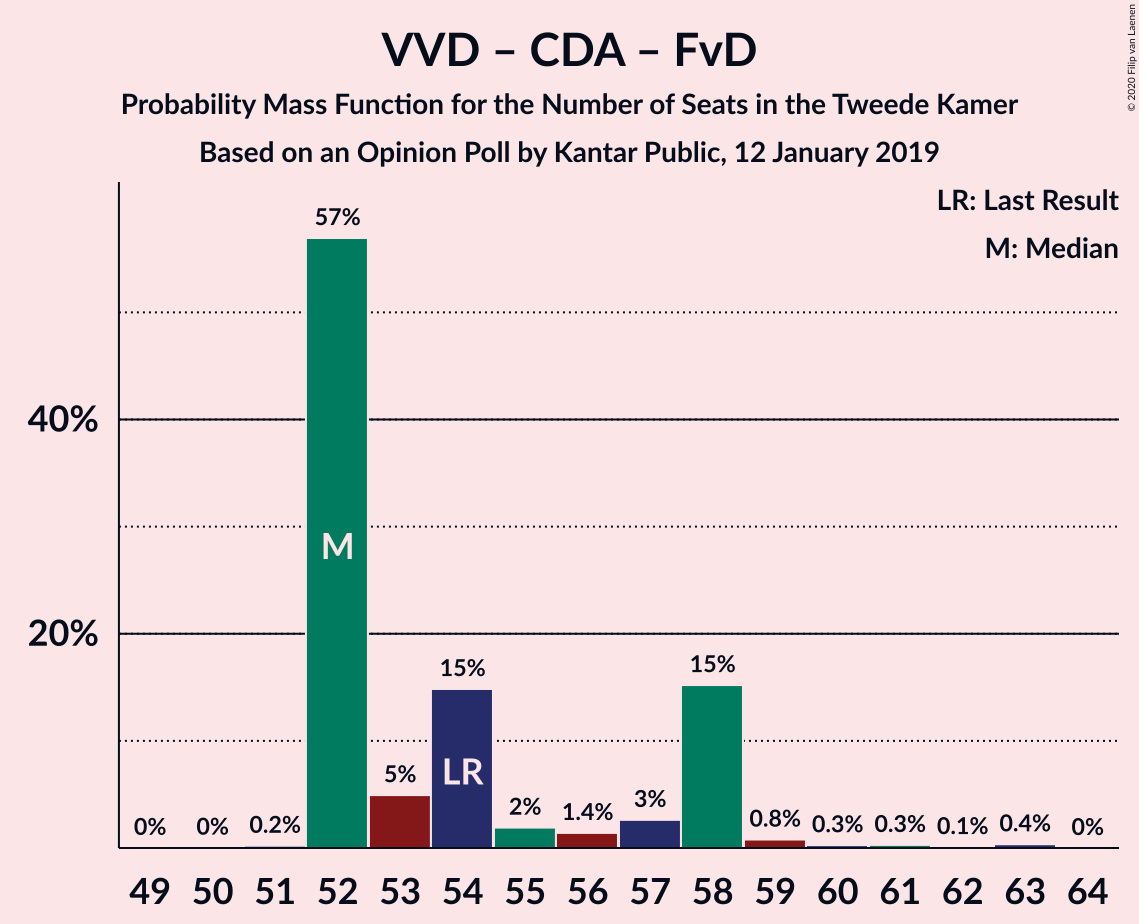 VVD – CDA – FvD
Probability Mass Function for the Number of Seats in the Tweede Kamer
Based on an Opinion Poll by Kantar Public, 12 January 2019
© 2020 Filip van Laenen
LR: Last Result
M: Median
57%
40%
M
20%
15%
15%
LR
5%
2%
1.4%
3%
0%
0%
0.2%
0.8%
0.3%
0.3%
0.1%
0.4%
0%
49 50 51 52 53 54 55 56 57 58 59 60 61 62 63 64